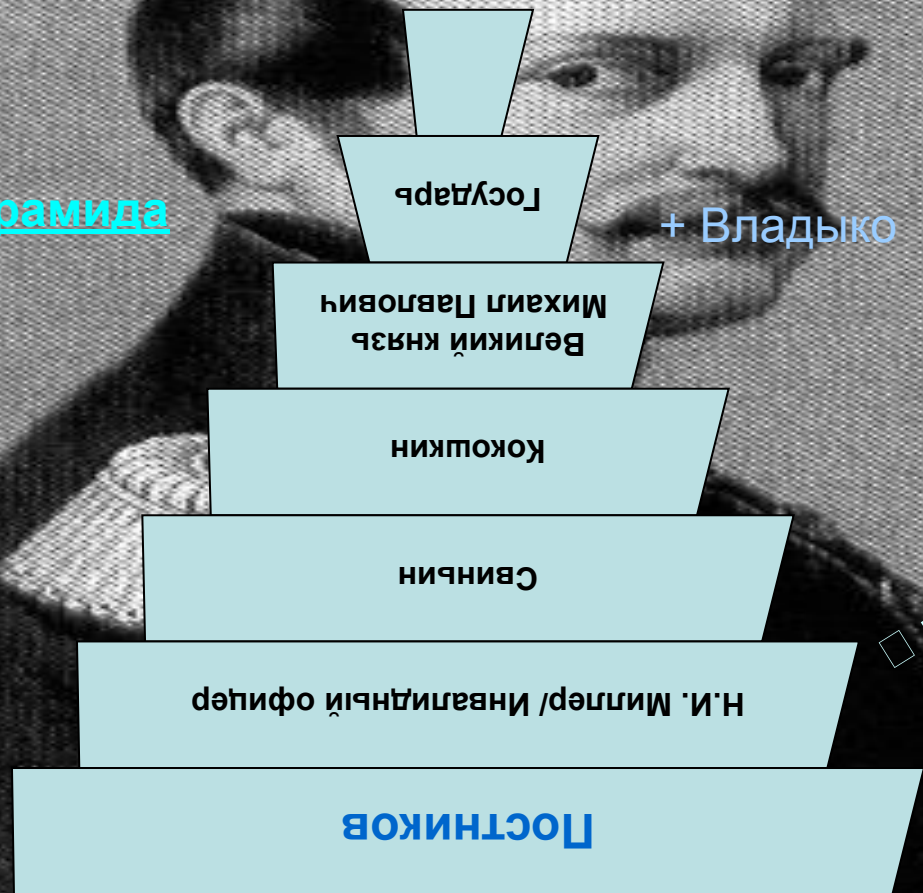 рамида
+ Владыко
Государь
Великий князь
Михаил Павлович
Кокошкин
Свиньин
Н.И. Миллер/ Инвалидный офицер
Постников